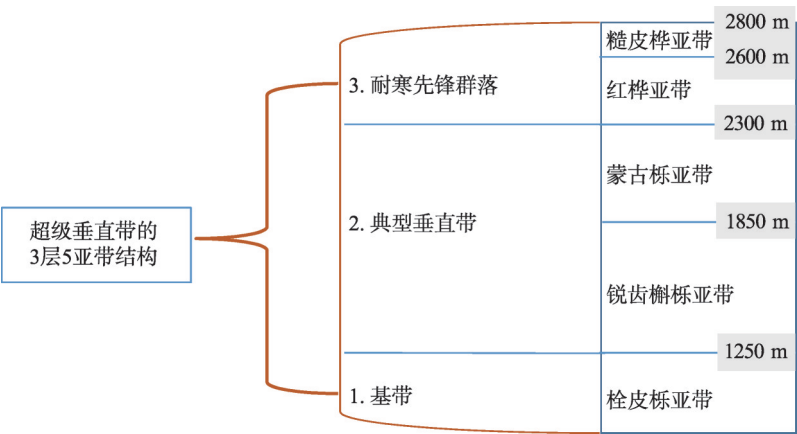 超级垂直带的
3层5亚带结构
3. 耐寒先锋群落
2. 典型垂直带
1. 基带
2800 m
糙皮桦亚带
2600 m
红桦亚带
2300 m
蒙古栎亚带
1850 m
锐齿槲栎亚带
1250 m
栓皮栎亚带